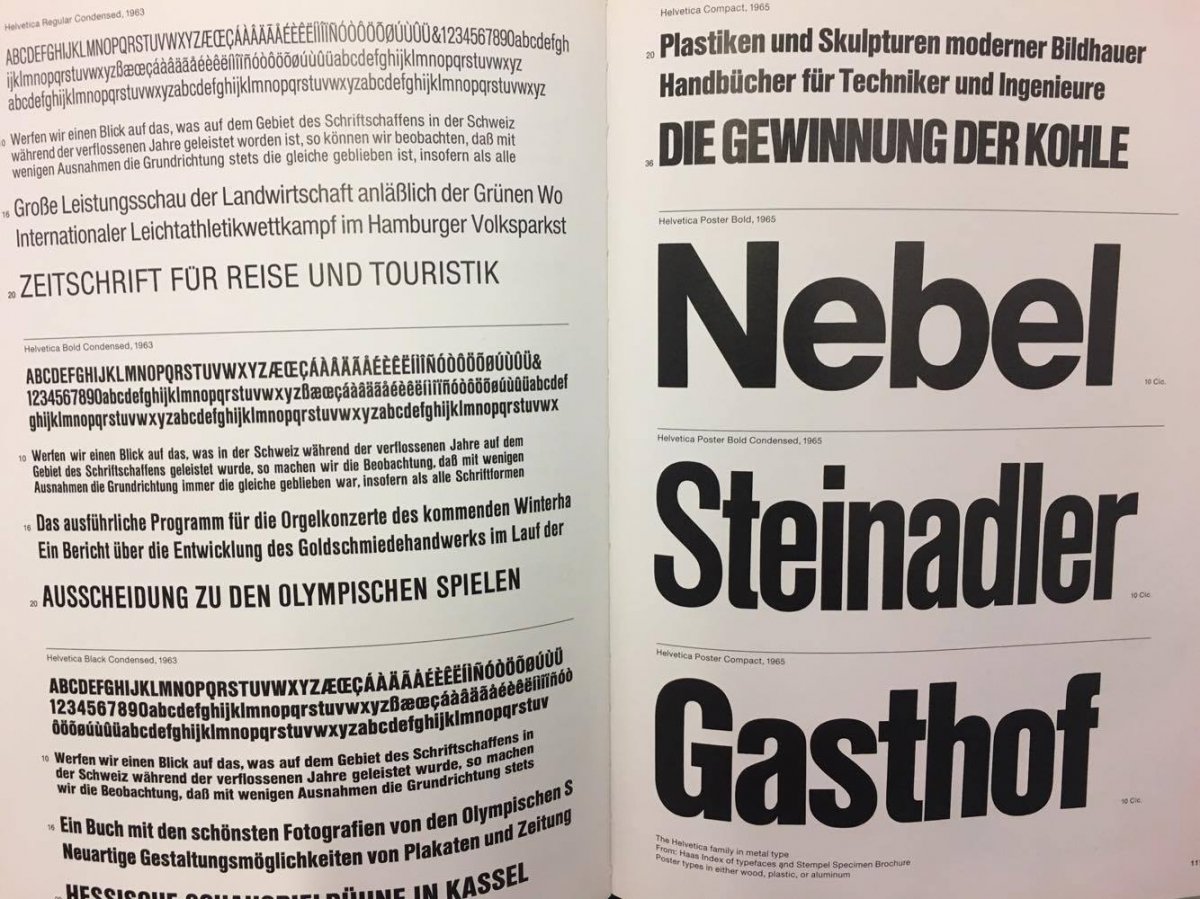 Helvetica Regular Condensed, 1963
ABCDEFGHIJKLMNOPQRSTUVWXYZÆŒÇÁÀÂÄÃÅÉÈÊËÍÌÎÏÑÓÒÔÖÕØÚÙÛÜ&1234567890abcdefgh
ijklmnopqrstuvwxyzßæœçáàâäãåéèêëíìîïñóòôöõøúùûüabcdefghijklmnopqrstuvwxyz
abcdefghijklmnopqrstuvwxyzabcdefghijklmnopqrstuvwxyzabcdefghijklmnopqrstuvwxyz
Werfen wir einen Blick auf das, was auf dem Gebiet des Schriftschaffens in der Schweiz
während der verflossenen Jahre geleistet worden ist, so können wir beobachten, daß mit
wenigen Ausnahmen die Grundrichtung stets die gleiche geblieben ist, insofern als alle
16 Große Leistungsschau der Landwirtschaft anläßlich der Grünen Wo
Internationaler Leichtathletikwettkampf im Hamburger Volksparkst
20 ZEITSCHRIFT FÜR REISE UND TOURISTIK
Helvetica Bold Condensed, 1963
ABCDEFGHIJKLMNOPQRSTUVWXYZÆŒÇÁÀÂÄÃÅÉÈÊËÍÌÎÏÑÓÒÔÖÕØÚÙÛÜ&
1234567890abcdefghijklmnopqrstuvwxyzßæœçáàâäãåéèêëíìîïñóòôöõøúùûüabcdef
ghijklmnopqrstuvwxyzabcdefghijklmnopqrstuvwxyzabcdefghijklmnopqrstuvwx
10 Werfen wir einen Blick auf das, was in der Schweiz während der verflossenen Jahre auf dem
Gebiet des Schriftschaffens geleistet wurde, so machen wir die Beobachtung, daß mit wenigen
Ausnahmen die Grundrichtung immer die gleiche geblieben war, insofern als alle Schriftformen
16 Das ausführliche Programm für die Orgelkonzerte des kommenden Winterha
Ein Bericht über die Entwicklung des Goldschmiedehandwerks im Lauf der
20 AUSSCHEIDUNG ZU DEN OLYMPISCHEN SPIELEN
Helvetica Black Condensed, 1963
ABCDEFGHIJKLMNOPQRSTUVWXYZÆŒÇÁÀÂÄÃÅÉÈÊËÍÌÑÓÒÖÕØÚÙÜ
1234567890abcdefghijklmnopqrstuvwxyzßæœçáàâäãåéèêëíìîïñóò
ôöõøúùûüabcdefghijklmnopqrstuvwxyzabcdefghijklmnopqrstuv
10 Werfen wir einen Blick auf das, was auf dem Gebiet des Schriftschaffens in
der Schweiz während der verflossenen Jahre geleistet wurde, so machen
wir die Beobachtung, daß mit wenigen Ausnahmen die Grundrichtung stets
16 Ein Buch mit den schönsten Fotografien von den Olympischen S
Neuartige Gestaltungsmöglichkeiten von Plakaten und Zeitung
HESSISCHE SCHAUSPIELBÜHNE IN KASSEL
Helvetica Compact, 1965
20 Plastiken und Skulpturen moderner Bildhauer
Handbücher für Techniker und Ingenieure
36 DIE GEWINNUNG DER KOHLE
Helvetica Poster Bold, 1965
Nebel
10 Cic.
Helvetica Poster Bold Condensed, 1965
Steinadler
10 Cic.
Helvetica Poster Compact, 1965
Gasthof
10 Cic.
The Helvetica family in metal type
From: Haas Index of typefaces and Stempel Specimen Brochure
Poster types in either wood, plastic, or aluminum